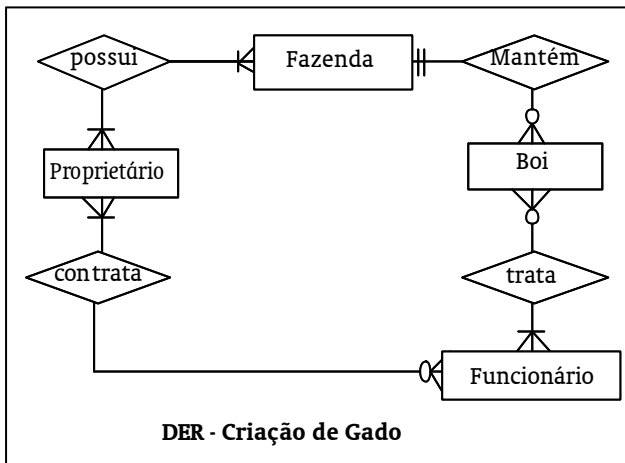 possui
Fazenda
Mantém
Proprietário
Boi
contrata
trata
Funcionário
DER - Criação de Gado